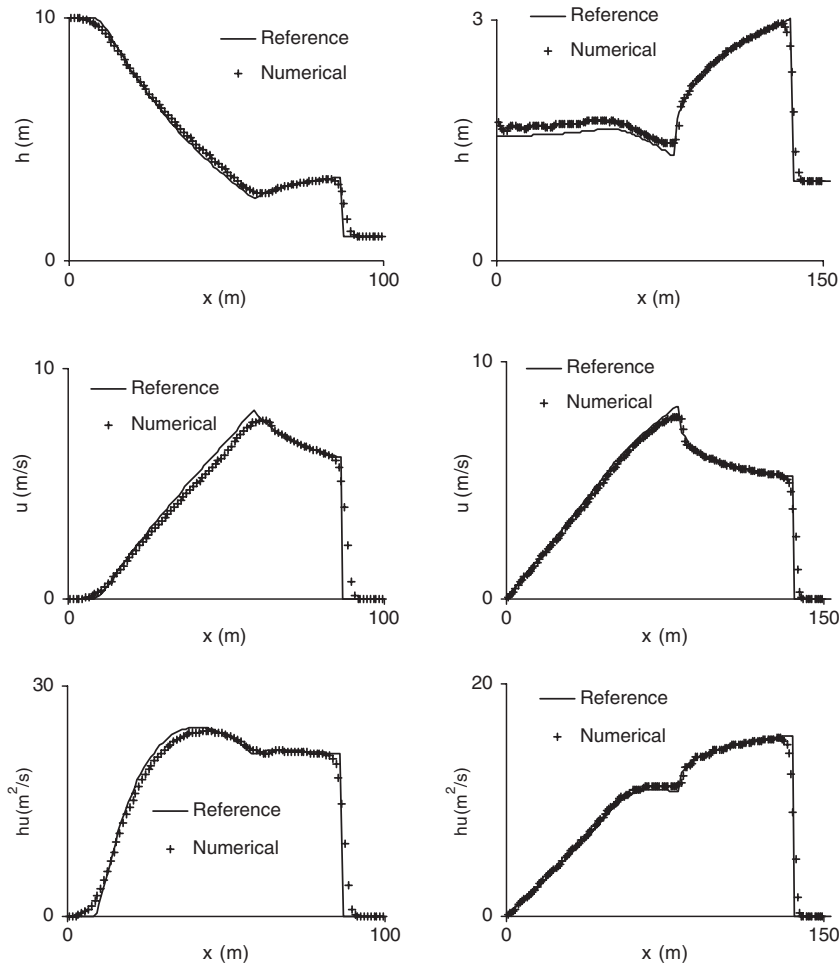 10
Reference
Numerical
h (m)
0
0
100
x (m)
3
Reference
Numerical
h (m)
0
0
150
x (m)
10
Reference
Numerical
u (m/s)
0
0
100
x (m)
10
Reference
Numerical
u (m/s)
0
0
150
x (m)
30
Reference
Numerical
hu(m²/s)
0
0
100
x (m)
20
Reference
Numerical
hu(m²/s)
0
0
150
x (m)